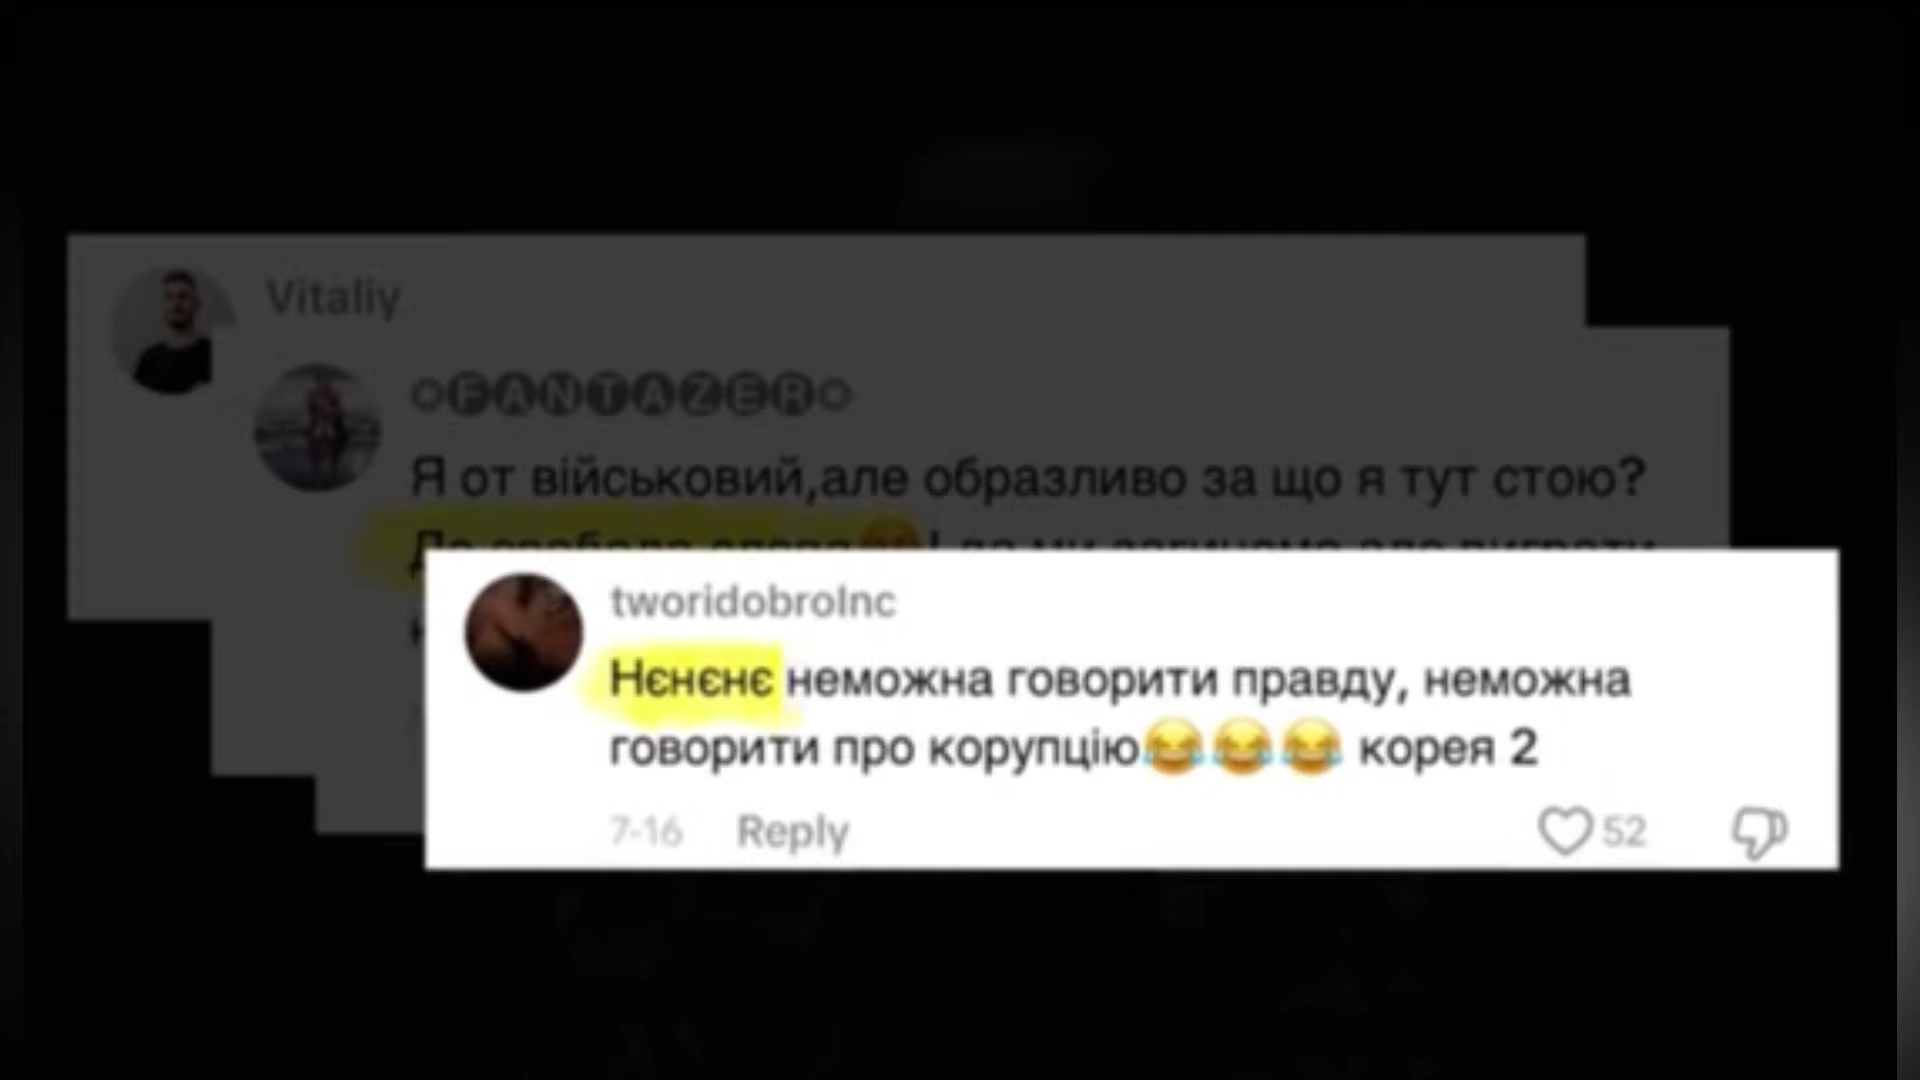 Vitaliy
○🅕🅐🅝🅣🅐🅩🅔🅡○
Я от військовий,але образливо за що я тут стою?
tworidobroInc
Нєнєнє неможна говорити правду, неможна
говорити про корупцію😂😂😂 корея 2
7-16 Reply 52